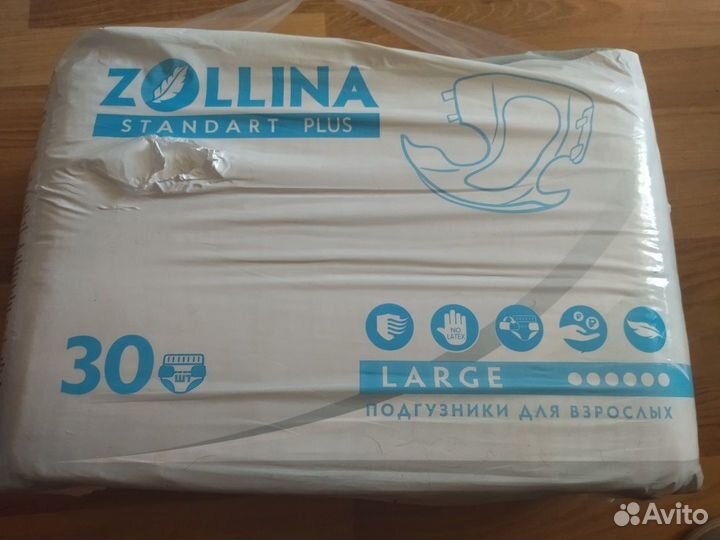 ZOLLINA
STANDART PLUS
NO
LATEX
30 ШТ
LARGE
ПОДГУЗНИКИ ДЛЯ ВЗРОСЛЫХ
Avito